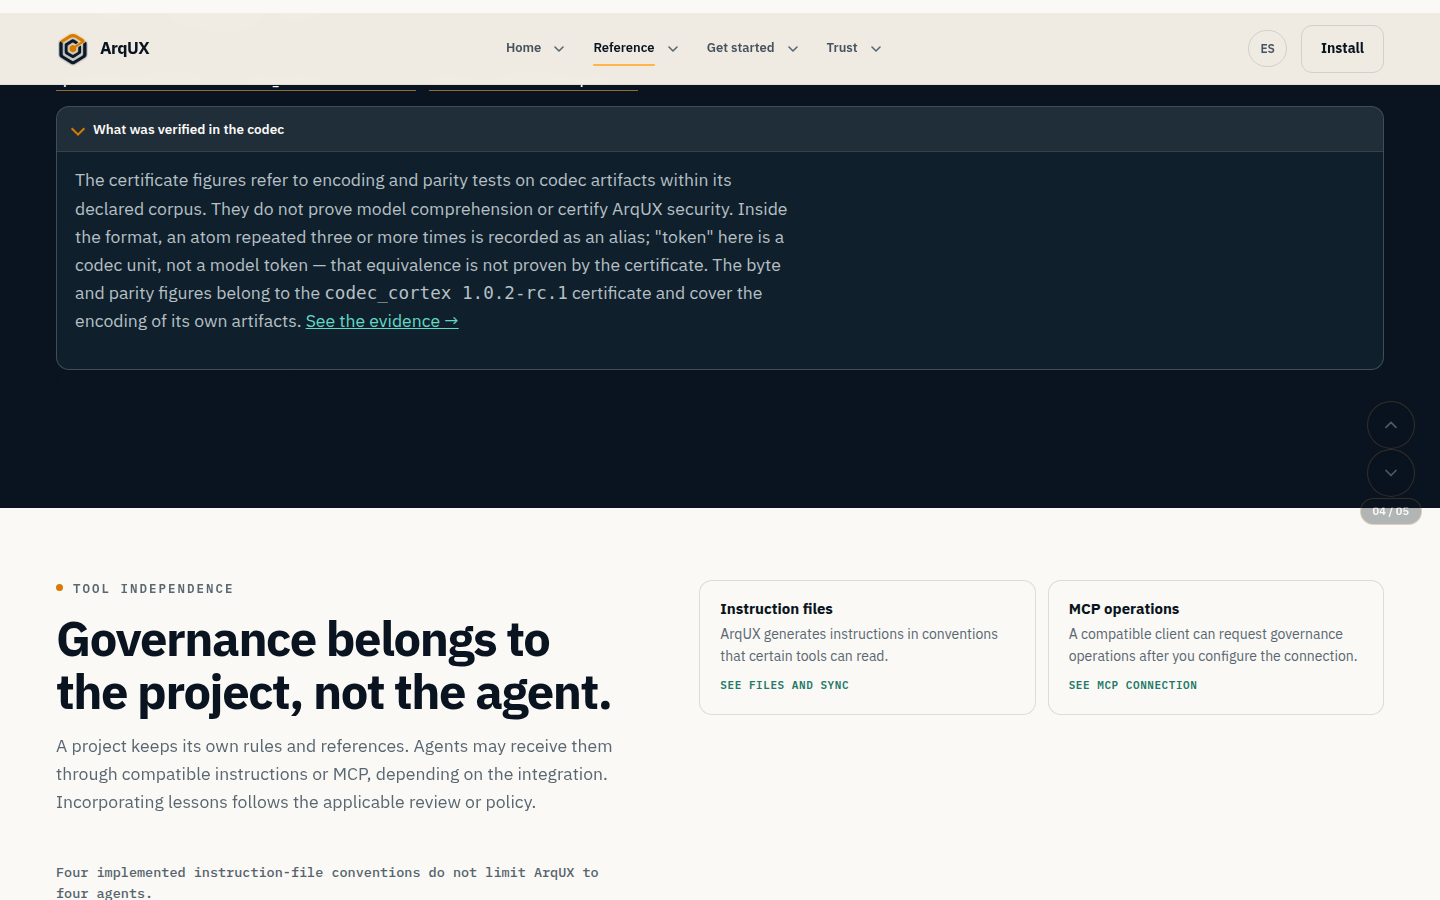 ArqUX
Home
Reference
Get started
Trust
ES
Install
What was verified in the codec
The certificate figures refer to encoding and parity tests on codec artifacts within its
declared corpus. They do not prove model comprehension or certify ArqUX security. Inside
the format, an atom repeated three or more times is recorded as an alias; "token" here is a
codec unit, not a model token — that equivalence is not proven by the certificate. The byte
and parity figures belong to the codec_cortex 1.0.2-rc.1 certificate and cover the
encoding of its own artifacts. See the evidence →
04 / 05
TOOL INDEPENDENCE
Governance belongs to
the project, not the agent.
A project keeps its own rules and references. Agents may receive them
through compatible instructions or MCP, depending on the integration.
Incorporating lessons follows the applicable review or policy.
Four implemented instruction-file conventions do not limit ArqUX to
four agents.
Instruction files
ArqUX generates instructions in conventions
that certain tools can read.
SEE FILES AND SYNC
MCP operations
A compatible client can request governance
operations after you configure the connection.
SEE MCP CONNECTION